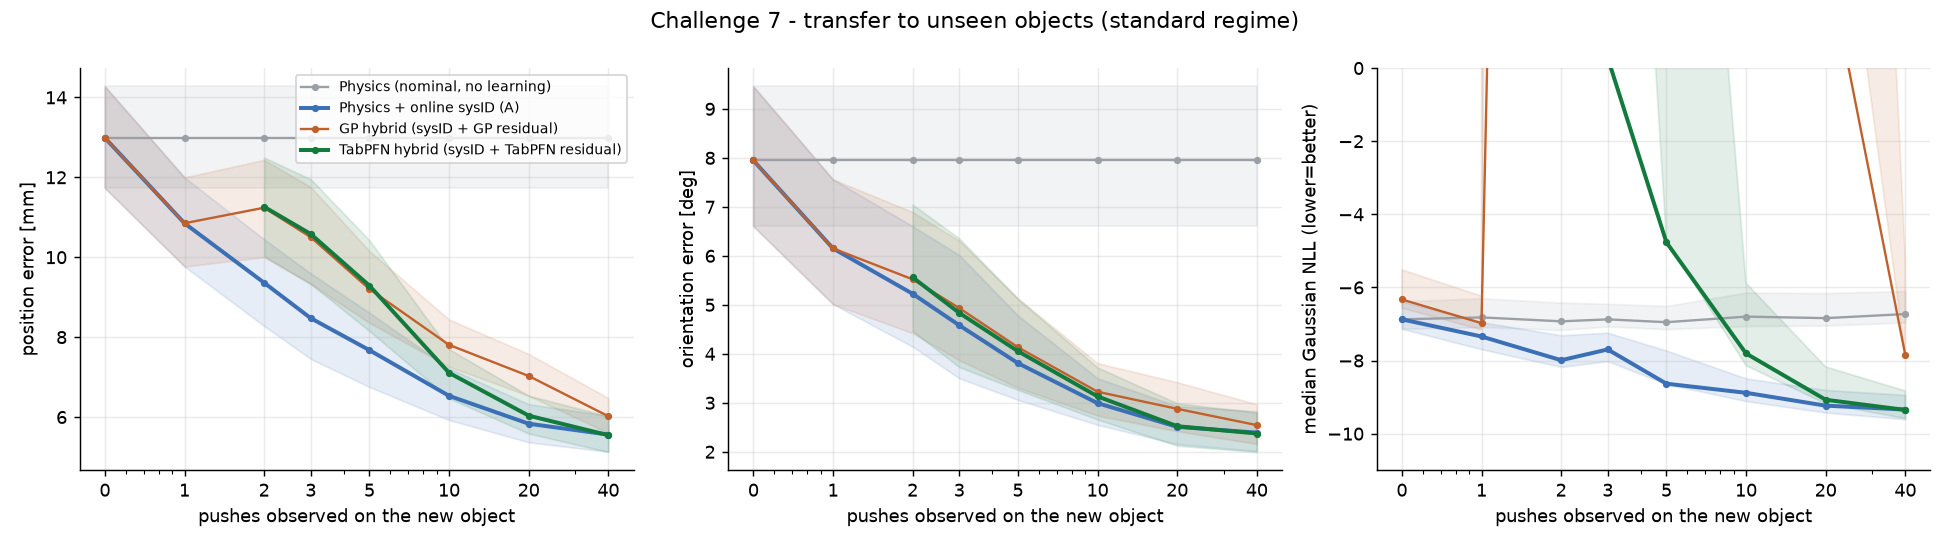 Challenge 7 - transfer to unseen objects (standard regime)
position error [mm]
14
12
10
8
6
0 1 2 3 5 10 20 40
pushes observed on the new object
Physics (nominal, no learning)
Physics + online sysID (A)
GP hybrid (sysID + GP residual)
TabPFN hybrid (sysID + TabPFN residual)
orientation error [deg]
9
8
7
6
5
4
3
2
0 1 2 3 5 10 20 40
pushes observed on the new object
median Gaussian NLL (lower=better)
0
−2
−4
−6
−8
−10
0 1 2 3 5 10 20 40
pushes observed on the new object